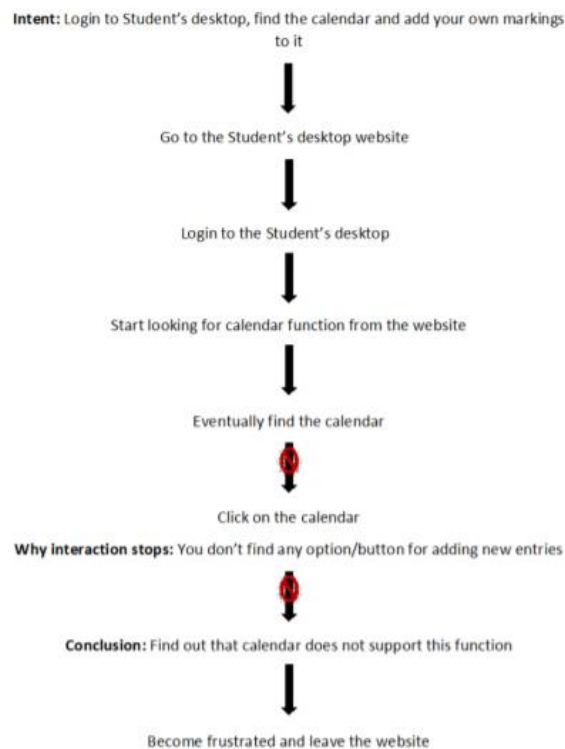 Intent: Login to Student's desktop, find the calendar and add your own markings
to it
Go to the Student's desktop website
Login to the Student's desktop
Start looking for calendar function from the website
Eventually find the calendar
N
Click on the calendar
Why interaction stops: You don't find any option/button for adding new entries
N
Conclusion: Find out that calendar does not support this function
Become frustrated and leave the website